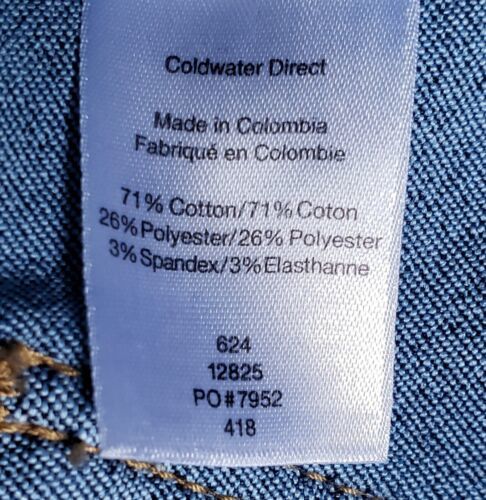 Coldwater Direct
Made in Colombia
Fabriqué en Colombie
71% Cotton/71% Coton
26% Polyester/26% Polyester
3% Spandex/3% Elasthanne
624
12825
PO#7952
418